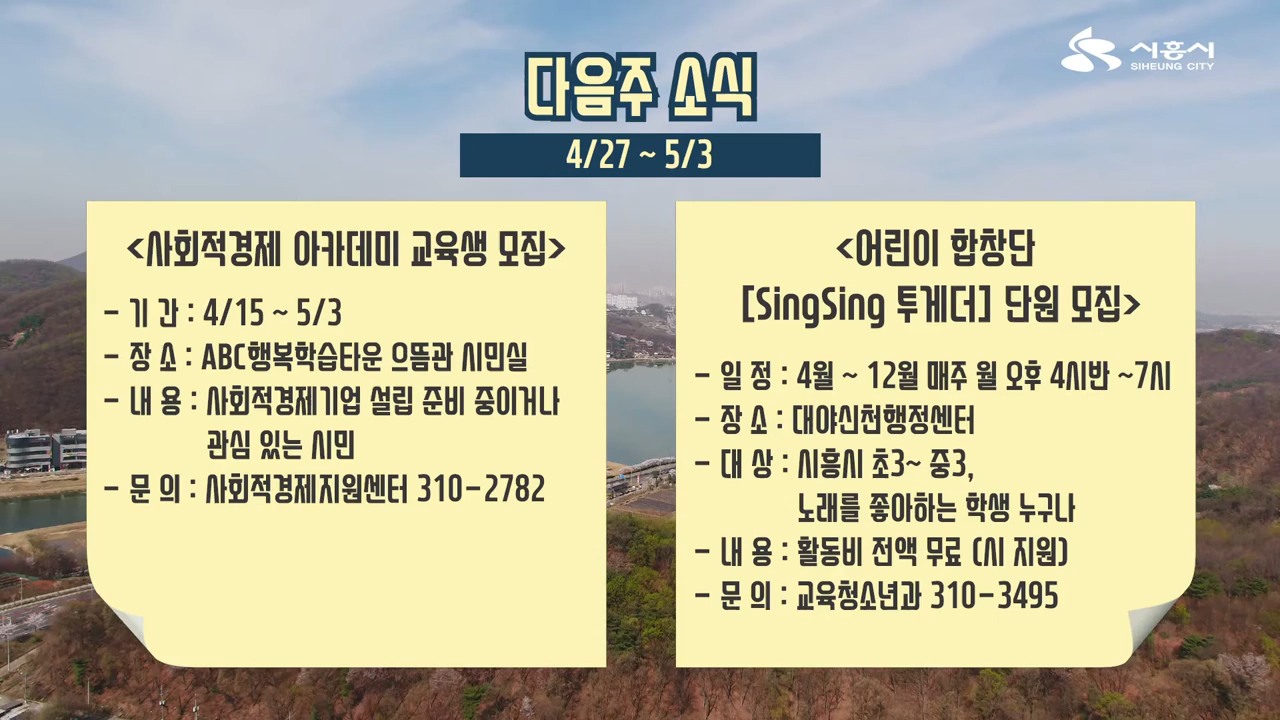 시흥시
SIHEUNG CITY
다음주 소식
4/27 ~ 5/3
<사회적경제 아카데미 교육생 모집>
- 기 간 : 4/15 ~ 5/3
- 장 소 : ABC행복학습타운 으뜸관 시민실
- 내 용 : 사회적경제기업 설립 준비 중이거나
관심 있는 시민
- 문 의 : 사회적경제지원센터 310-2782
<어린이 합창단
[SingSing 투게더] 단원 모집>
- 일 정 : 4월 ~ 12월 매주 월 오후 4시반 ~7시
- 장 소 : 대야신천행정센터
- 대 상 : 시흥시 초3~ 중3,
노래를 좋아하는 학생 누구나
- 내 용 : 활동비 전액 무료 (시 지원)
- 문 의 : 교육청소년과 310-3495